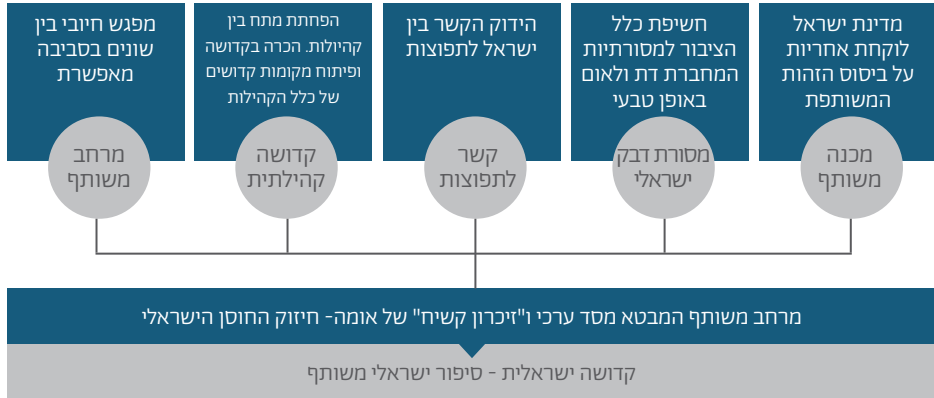 מדינת ישראל
לוקחת אחריות
על ביסוס הזהות
המשותפת
מכנה
משותף
חשיפת כלל
הציבור למסורתיות
המחברת דת ולאום
באופן טבעי
מסורת דבק
ישראלי
הידוק הקשר בין
ישראל לתפוצות
קשר
לתפוצות
הפחתת מתח בין
קהיולות. הכרה בקדושה
ופיתוח מקומות קדושים
של כלל הקהילות
קדושה
קהילתית
מפגש חיובי בין
שונים בסביבה
מאפשרת
מרחב
משותף
מרחב משותף המבטא מסד ערכי ו"זיכרון קשיח" של אומה- חיזוק החוסן הישראלי
קדושה ישראלית - סיפור ישראלי משותף